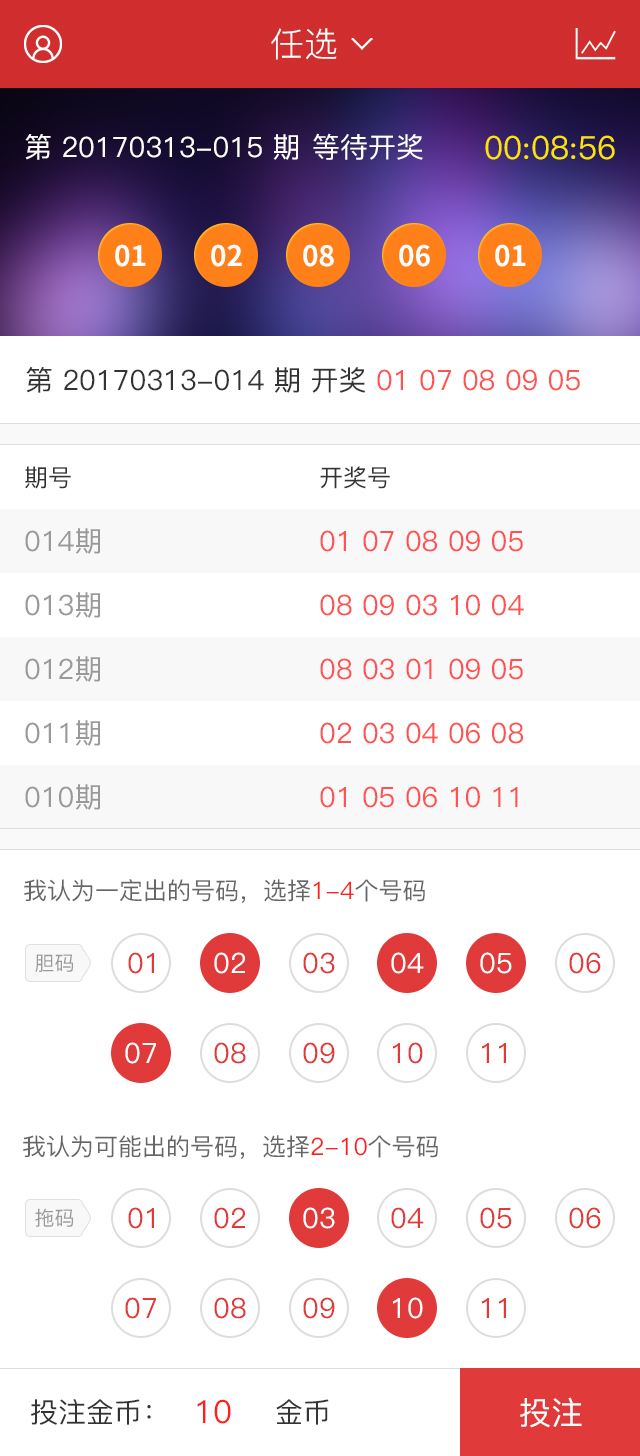 任选
第 20170313-015 期 等待开奖 00:08:56
01 02 08 06 01
第 20170313-014 期 开奖 01 07 08 09 05
期号 开奖号
014期 01 07 08 09 05
013期 08 09 03 10 04
012期 08 03 01 09 05
011期 02 03 04 06 08
010期 01 05 06 10 11
我认为一定出的号码，选择1-4个号码
胆码 01 02 03 04 05 06
07 08 09 10 11
我认为可能出的号码，选择2-10个号码
拖码 01 02 03 04 05 06
07 08 09 10 11
投注金币： 10 金币 投注